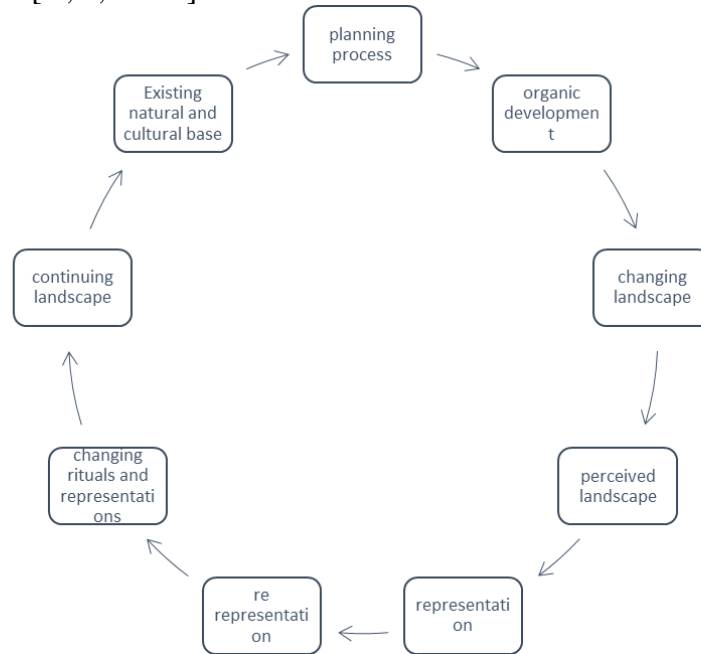 planning
process
organic
developmen
t
changing
landscape
perceived
landscape
representati
on
re
representati
on
changing
rituals and
representati
ons
continuing
landscape
Existing
natural and
cultural base